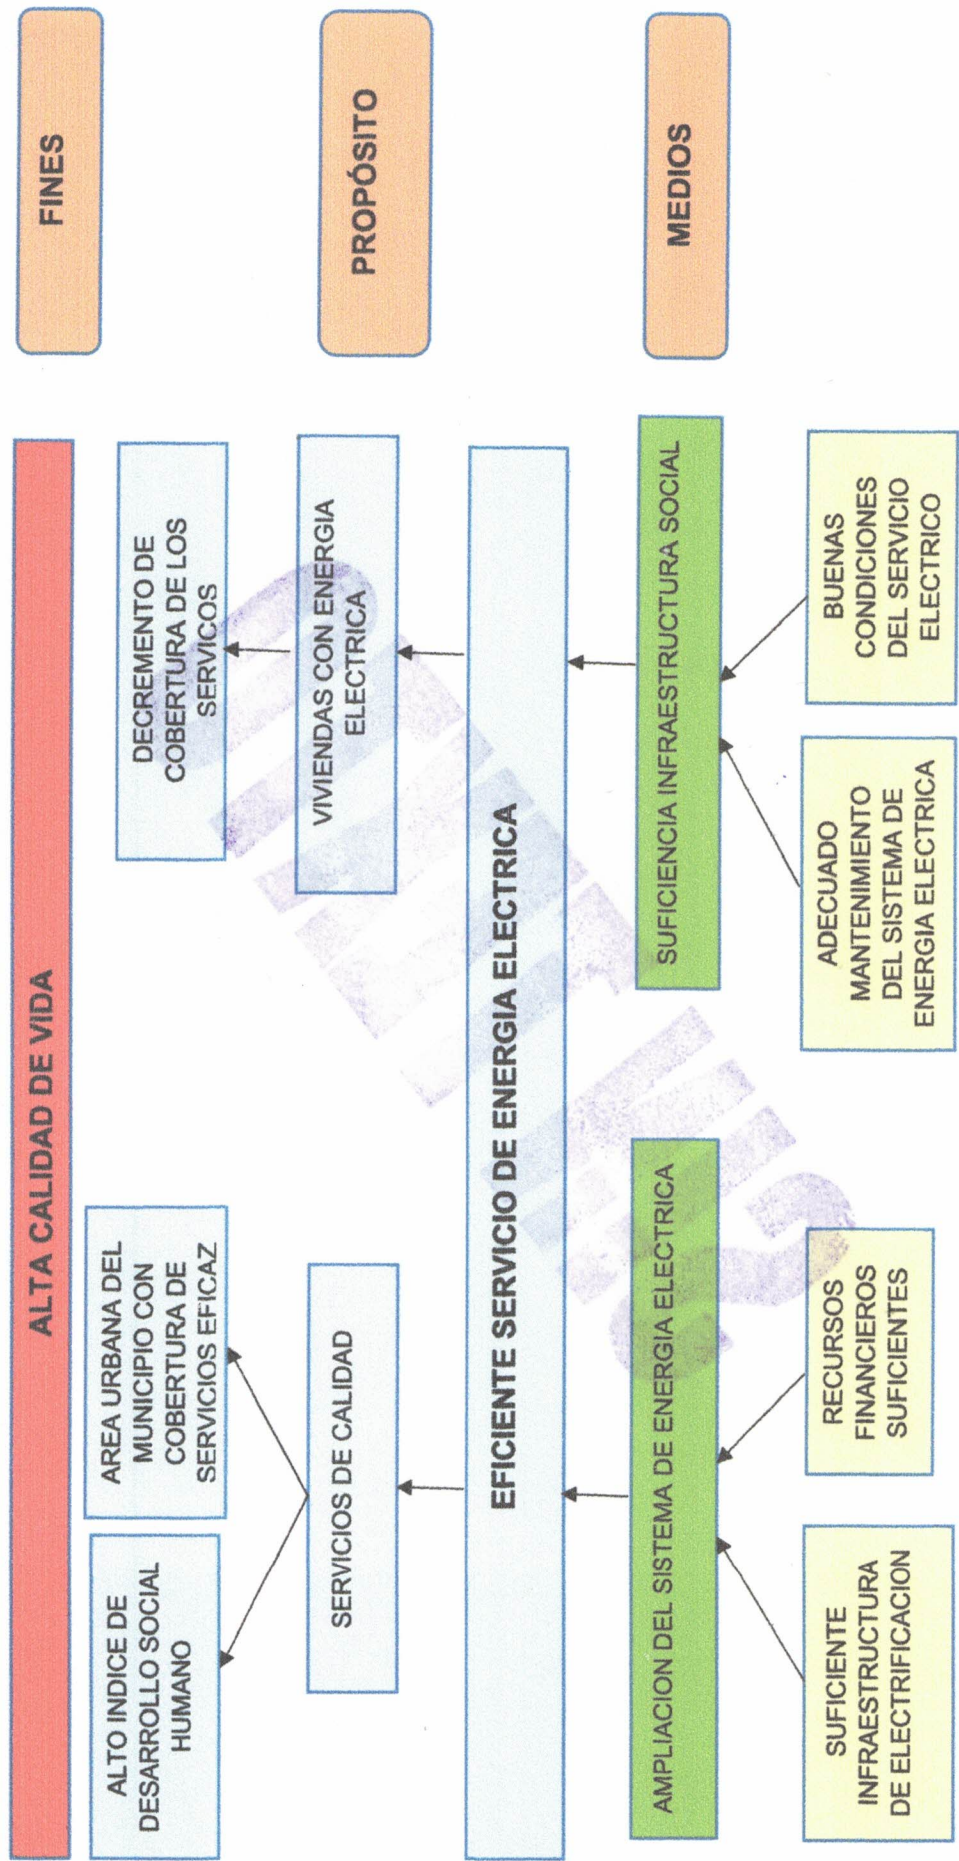 ALTA CALIDAD DE VIDA
FINES
ALTO INDICE DE
DESARROLLO SOCIAL
HUMANO
AREA URBANA DEL
MUNICIPIO CON
COBERTURA DE
SERVICIOS EFICAZ
DECREMENTO DE
COBERTURA DE LOS
SERVICOS
SERVICIOS DE CALIDAD
VIVIENDAS CON ENERGIA
ELECTRICA
PROPÓSITO
EFICIENTE SERVICIO DE ENERGIA ELECTRICA
AMPLIACION DEL SISTEMA DE ENERGIA ELECTRICA
SUFICIENCIA INFRAESTRUCTURA SOCIAL
MEDIOS
SUFICIENTE
INFRAESTRUCTURA
DE ELECTRIFICACION
RECURSOS
FINANCIEROS
SUFICIENTES
ADECUADO
MANTENIMIENTO
DEL SISTEMA DE
ENERGIA ELECTRICA
BUENAS
CONDICIONES
DEL SERVICIO
ELECTRICO